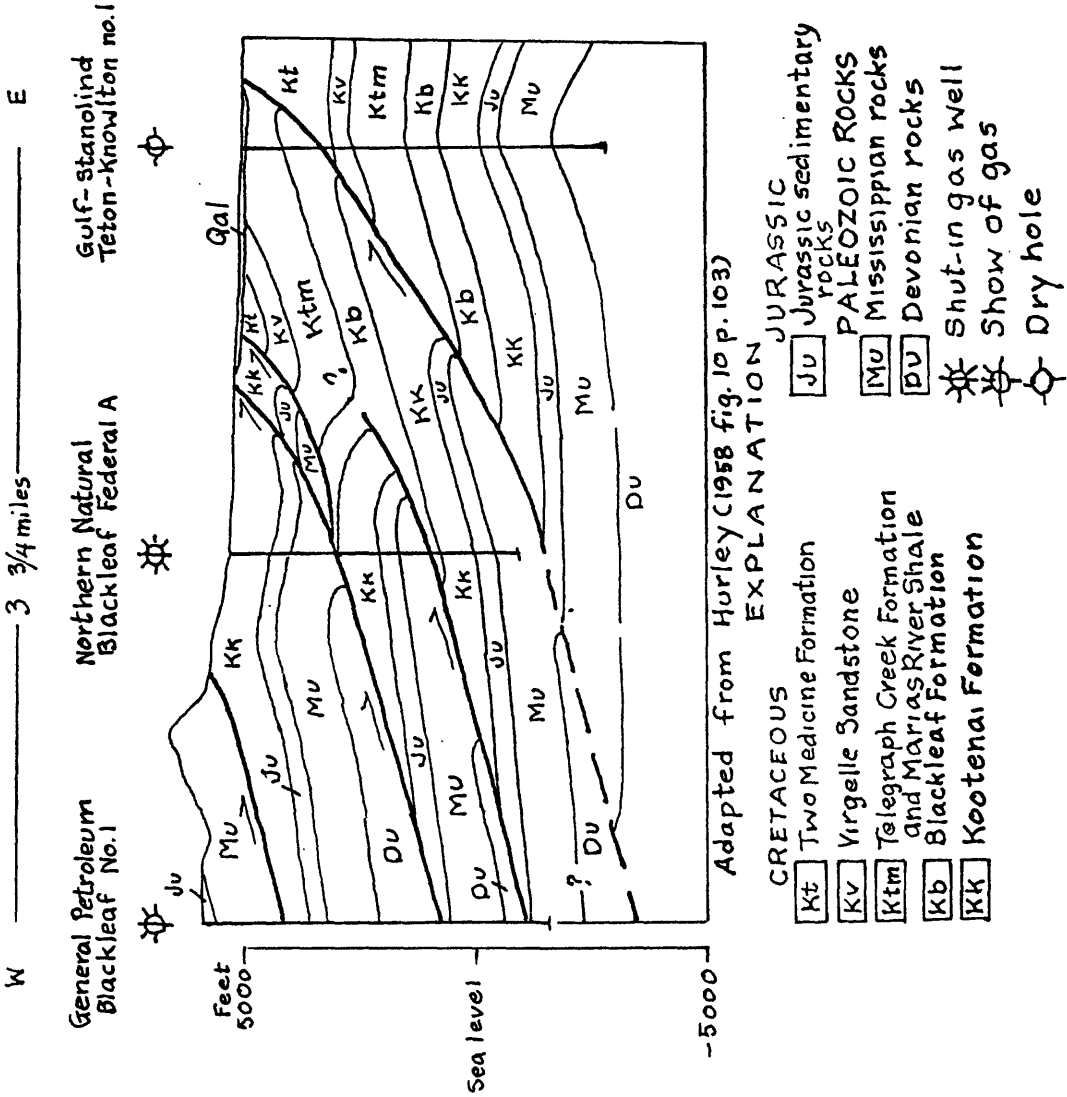 W 3 3/4 miles E
General Petroleum
Blackleaf No.1
Northern Natural
Blackleaf Federal A
Gulf-Stanolind
Teton-Knowlton no.1
Feet
5000
Sea level
-5000
Ju
Mu
Ju
Mu
Du
Ju
Mu
Du
?
Du
Kk
Kk
Kk
Ju
Mu
Kk
Ju
Mu
Kt
Kv
Ktm
?
Kb
Kk
Ju
Qal
Kb
Kk
Ju
Mu
Du
Kt
Kv
Ktm
Kb
Kk
Ju
Mu
?
Adapted from Hurley (1958 fig. 10 p. 103)
EXPLANATION
CRETACEOUS
Kt Two Medicine Formation
Kv Virgelle Sandstone
Ktm Telegraph Creek Formation
and Marias River Shale
Kb Blackleaf Formation
Kk Kootenai Formation
JURASSIC
Ju Jurassic sedimentary
rocks
PALEOZOIC ROCKS
Mu Mississippian rocks
Du Devonian rocks
Shut-in gas well
Show of gas
Dry hole